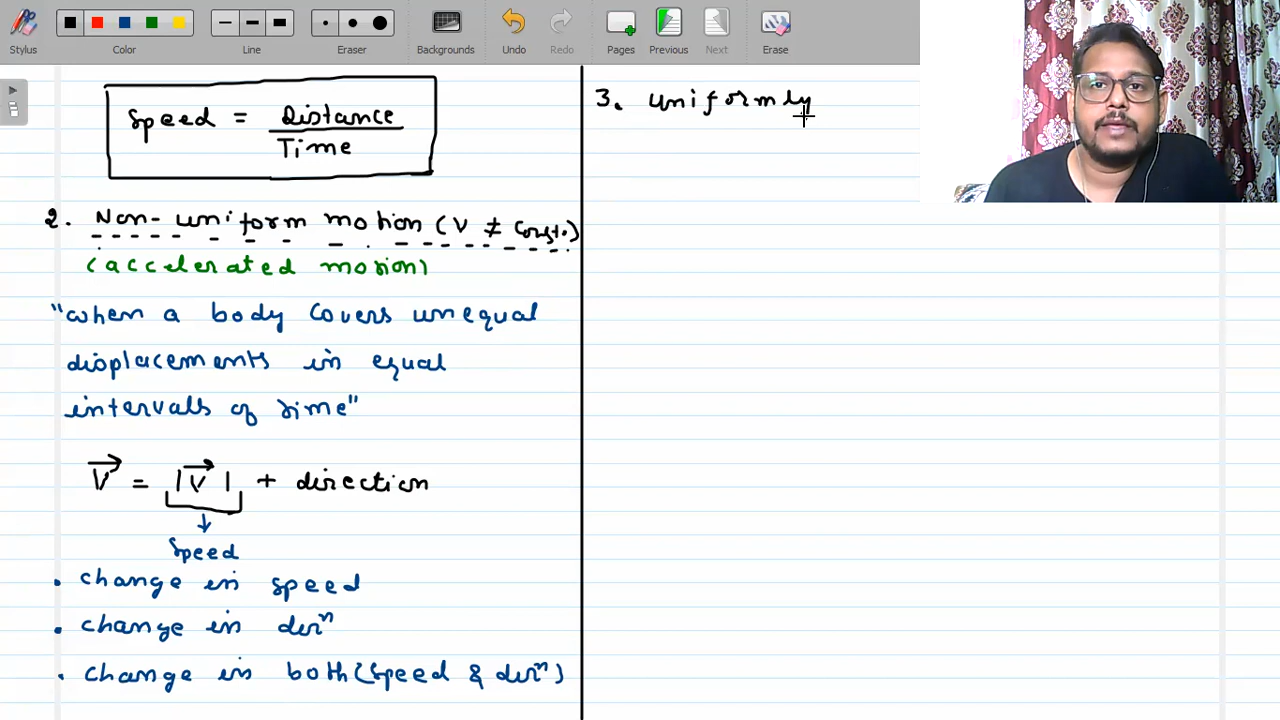 Stylus
Color
Line
Eraser
Backgrounds
Undo
Redo
Pages
Previous
Next
Erase
Speed = Distance
Time
2. Non-uniform motion (V ≠ Const.)
(accelerated motion)
"when a body covers unequal
displacements in equal
intervals of time"
V⃗ = |V⃗| + direction
↓
Speed
• change in speed
• change in dirⁿ
• change in both (Speed & dirⁿ)
3. uniformly